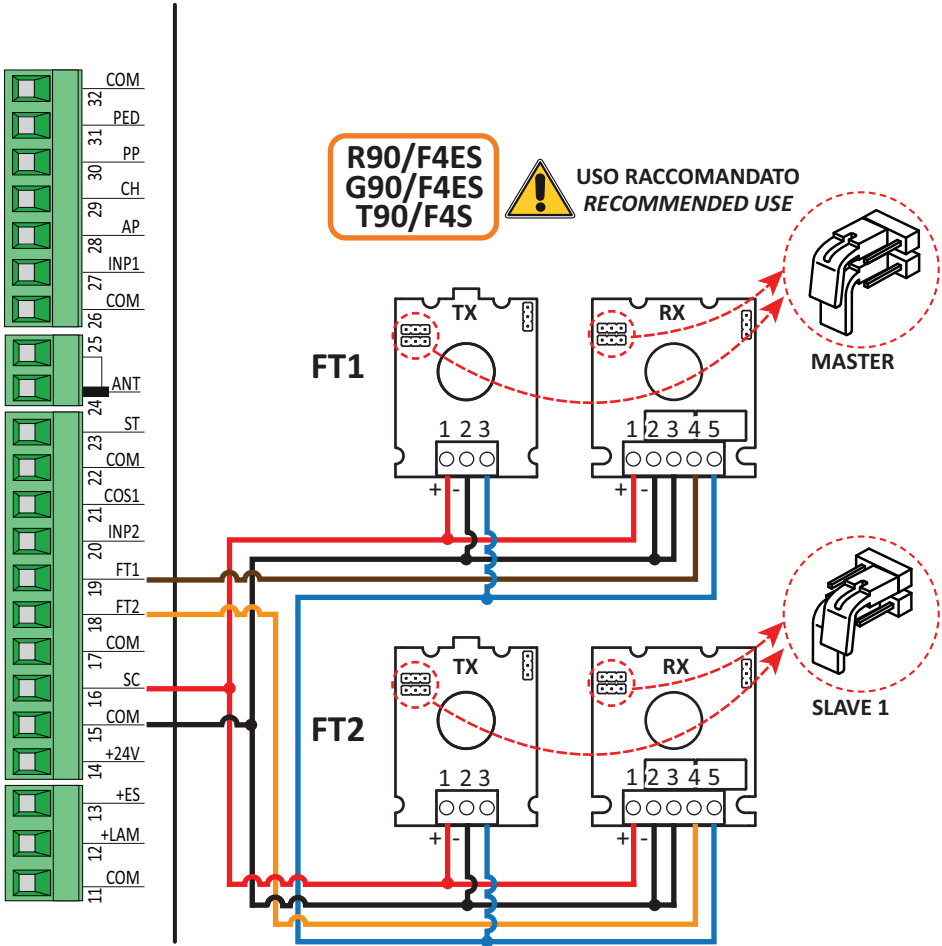 COM
32
PED
31
PP
30
CH
29
AP
28
INP1
27
COM
26
25
ANT
24
ST
23
COM
22
COS1
21
INP2
20
FT1
19
FT2
18
COM
17
SC
16
COM
15
+24V
14
+ES
13
+LAM
12
COM
11
R90/F4ES
G90/F4ES
T90/F4S
USO RACCOMANDATO
RECOMMENDED USE
MASTER
FT1
TX
1 2 3
+ -
RX
1 2 3 4 5
+ -
SLAVE 1
FT2
TX
1 2 3
+ -
RX
1 2 3 4 5
+ -